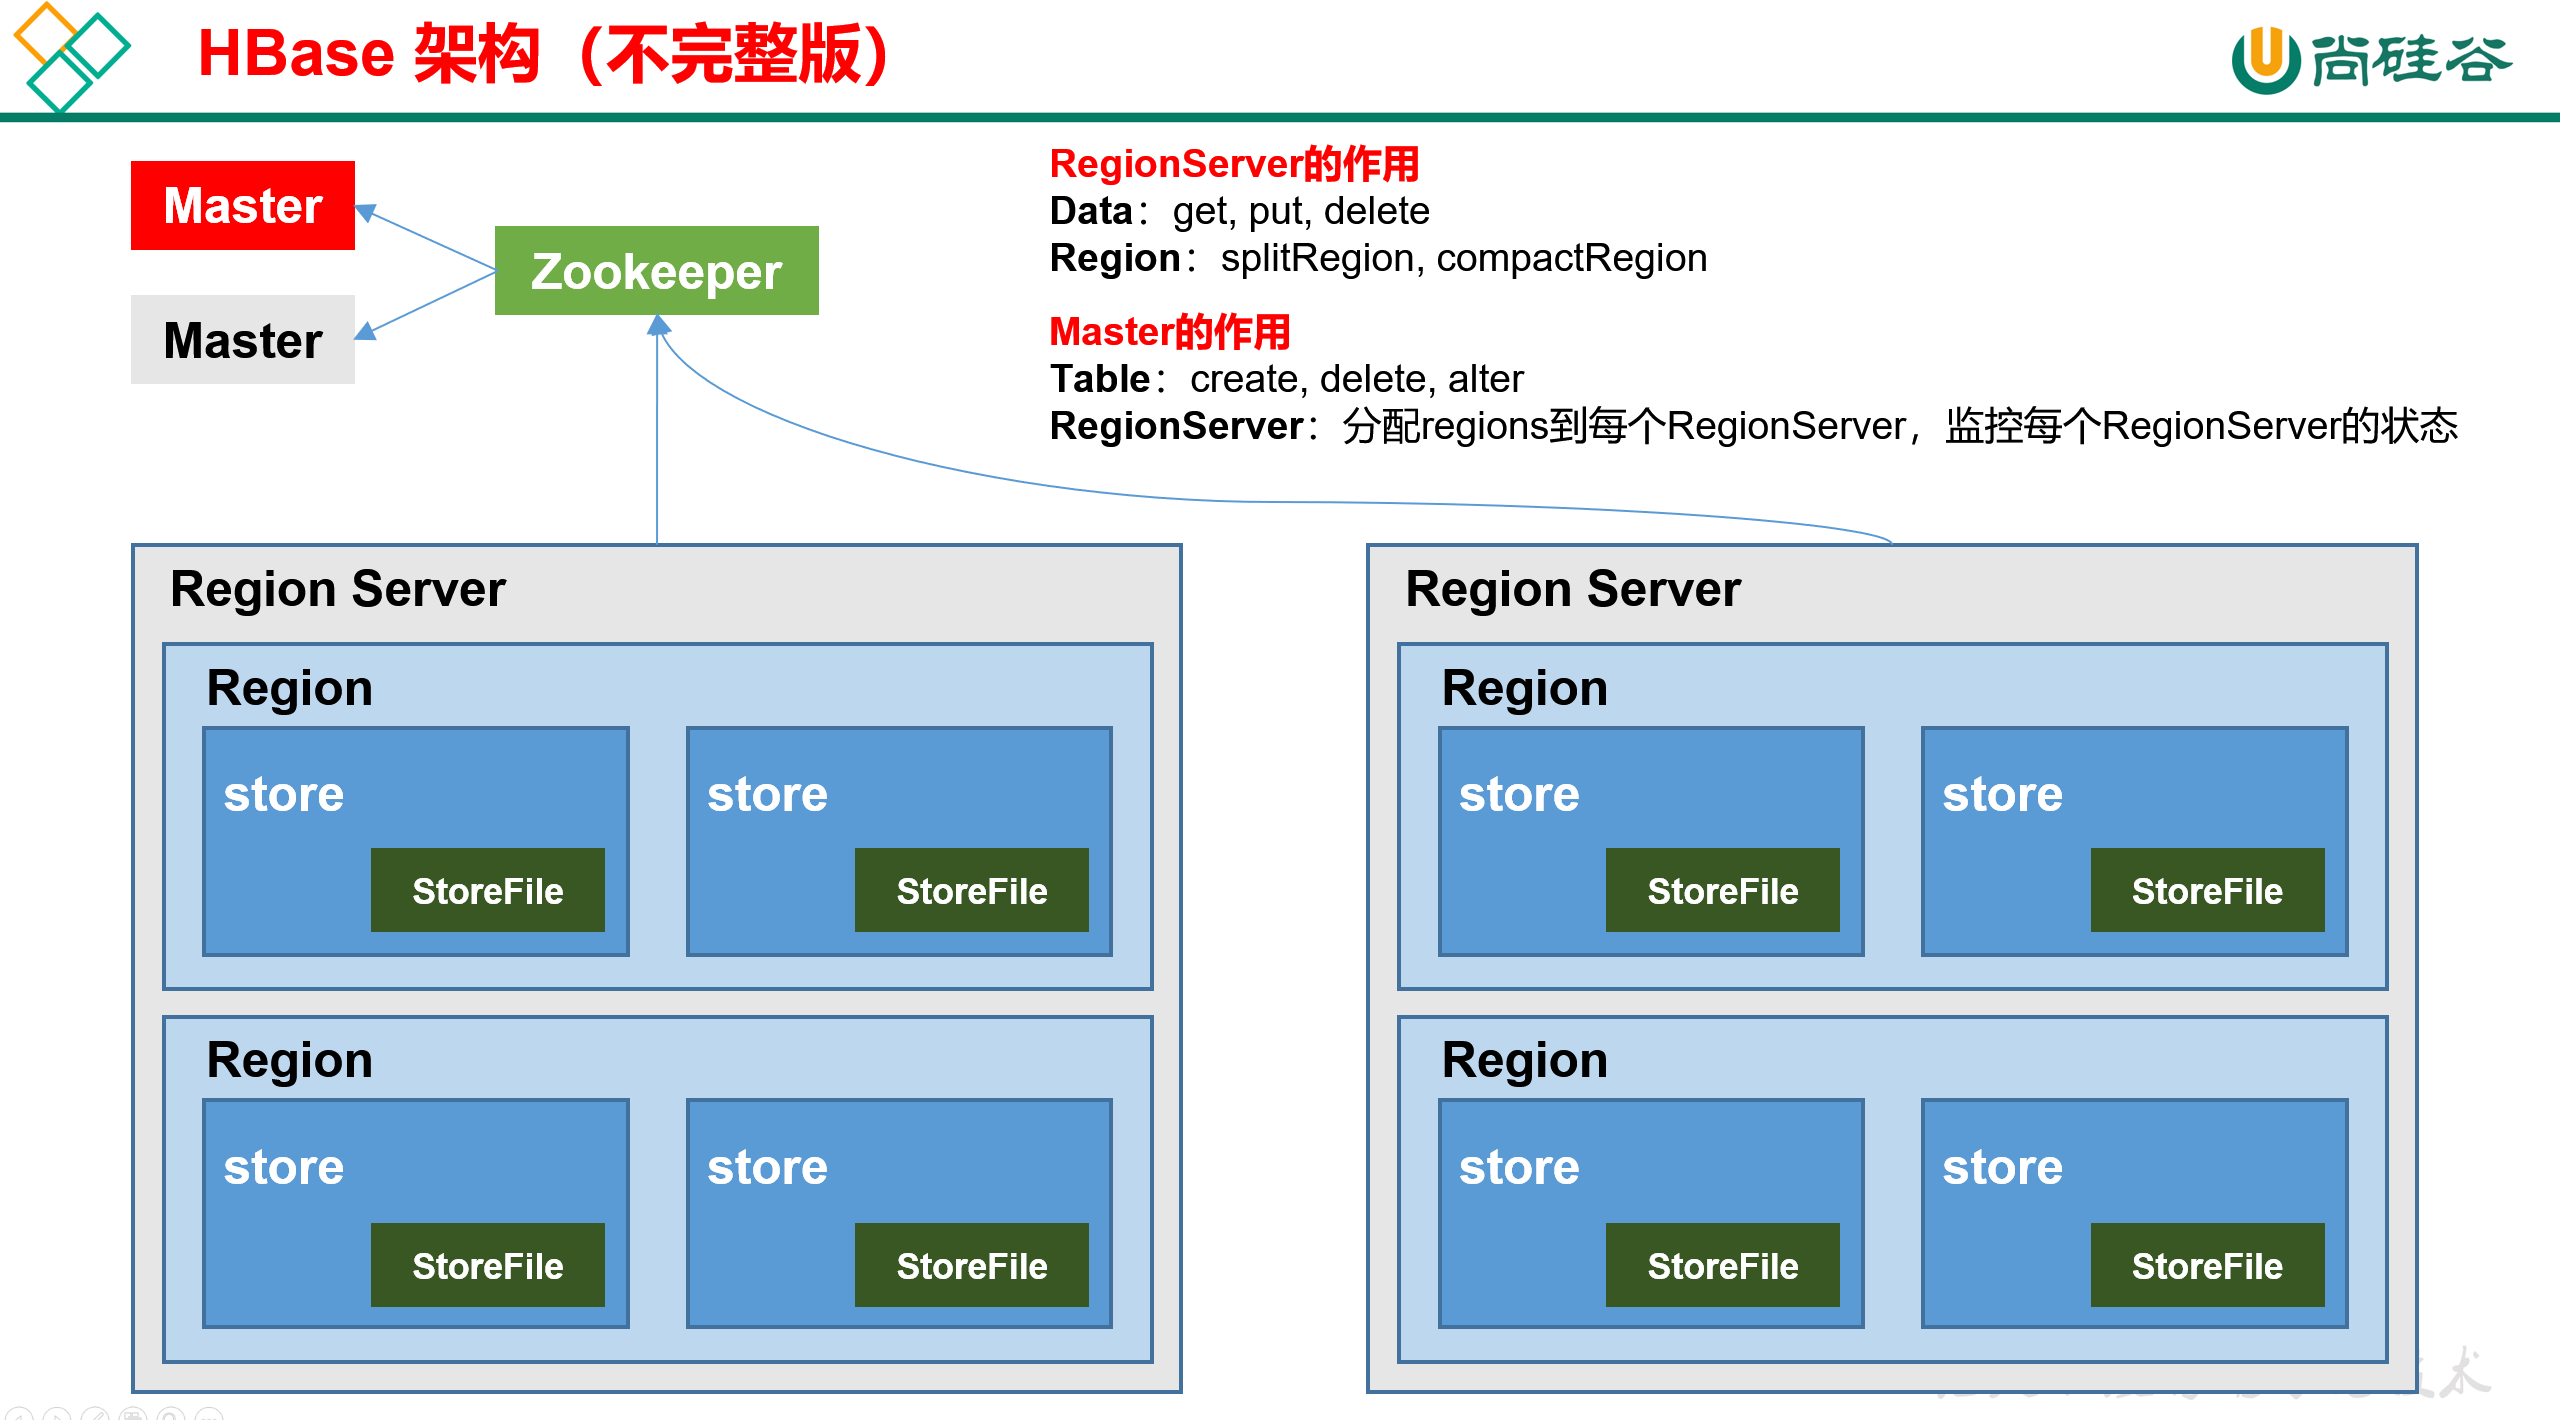 HBase 架构（不完整版）
尚硅谷
Master
Master
Zookeeper
RegionServer的作用
Data：get, put, delete
Region：splitRegion, compactRegion
Master的作用
Table：create, delete, alter
RegionServer：分配regions到每个RegionServer，监控每个RegionServer的状态
Region Server
Region
store
StoreFile
store
StoreFile
Region
store
StoreFile
store
StoreFile
Region Server
Region
store
StoreFile
store
StoreFile
Region
store
StoreFile
store
StoreFile